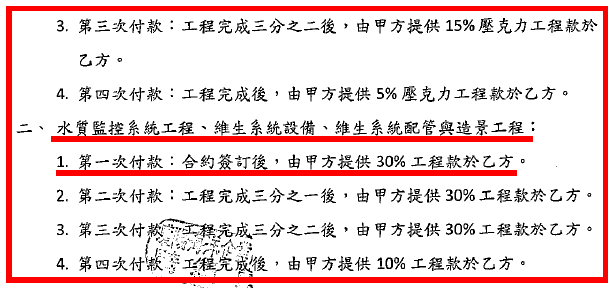 3. 第三次付款：工程完成三分之二後，由甲方提供 15% 壓克力工程款於
乙方。
4. 第四次付款：工程完成後，由甲方提供 5% 壓克力工程款於乙方。
二、 水質監控系統工程、維生系統設備、維生系統配管與造景工程：
1. 第一次付款：合約簽訂後，由甲方提供 30% 工程款於乙方。
2. 第二次付款：工程完成三分之一後，由甲方提供 30% 工程款於乙方。
3. 第三次付款：工程完成三分之二後，由甲方提供 30% 工程款於乙方。
4. 第四次付款：工程完成後，由甲方提供 10% 工程款於乙方。